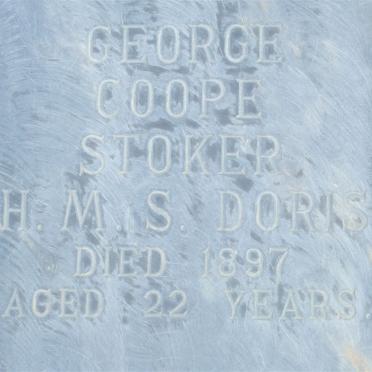 GEORGE
COOPE
STOKER
H. M. S. DORIS
DIED 1897
AGED 22 YEARS.